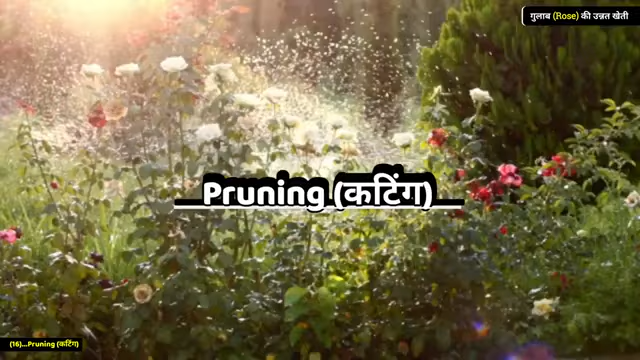 गुलाब (Rose) की उन्नत खेती
Pruning (कटिंग)
(16)...Pruning (कटिंग)